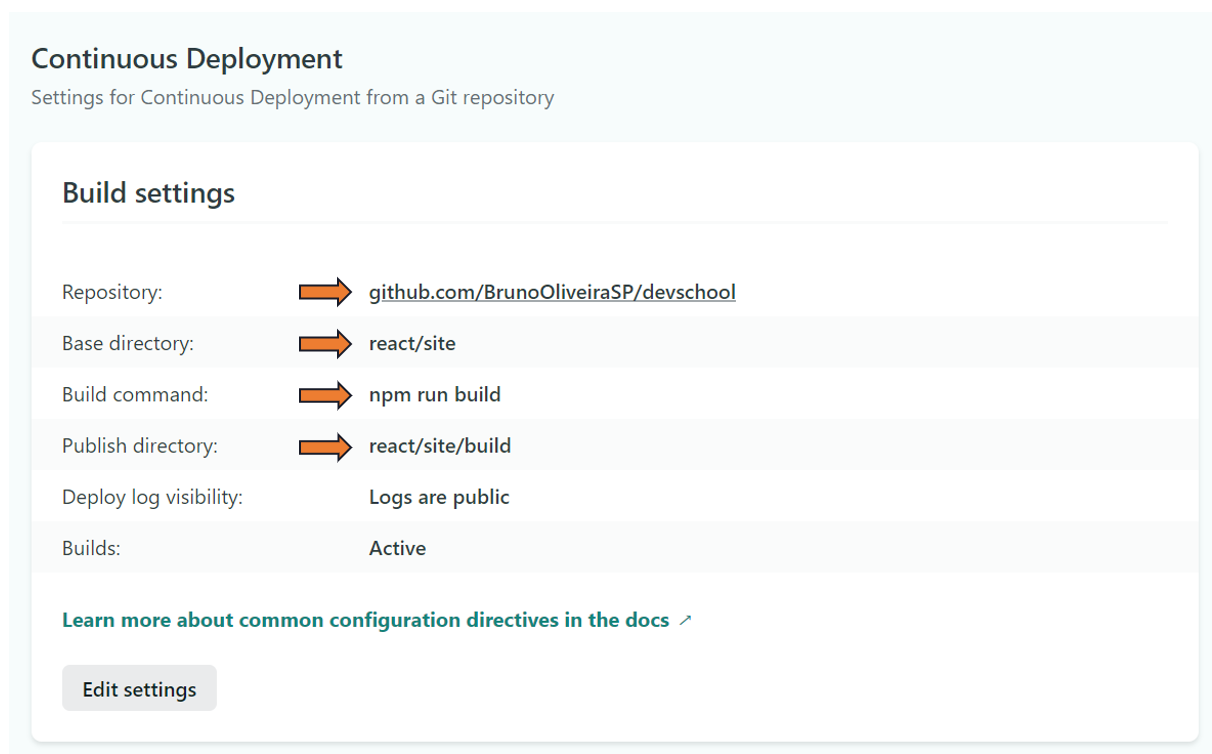 Continuous Deployment
Settings for Continuous Deployment from a Git repository
Build settings
Repository: github.com/BrunoOliveiraSP/devschool
Base directory: react/site
Build command: npm run build
Publish directory: react/site/build
Deploy log visibility: Logs are public
Builds: Active
Learn more about common configuration directives in the docs ↗
Edit settings